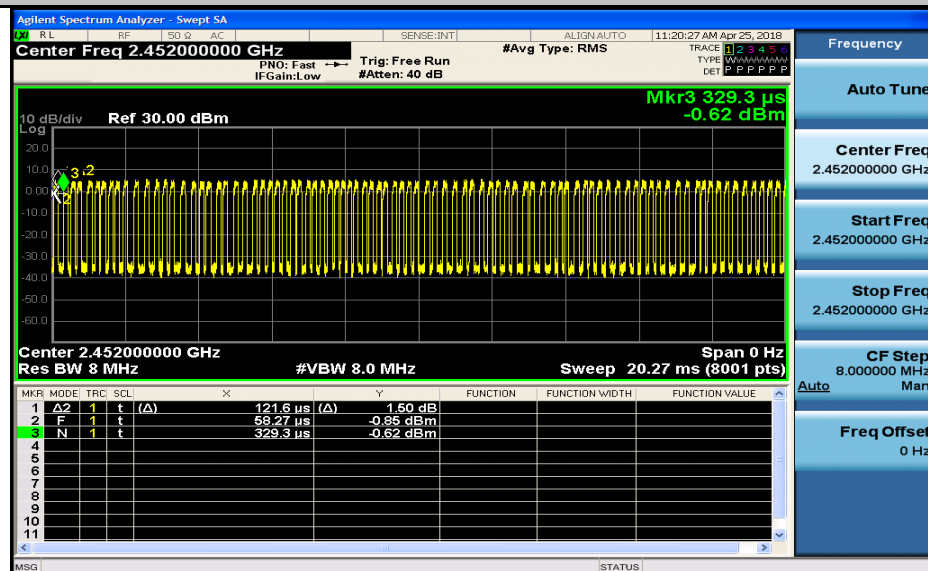 Agilent Spectrum Analyzer - Swept SA
LXI RL RF 50 Ω AC SENSE:INT ALIGN AUTO 11:20:27 AM Apr 25, 2018
Center Freq 2.452000000 GHz #Avg Type: RMS TRACE 1 2 3 4 5 6
PNO: Fast Trig: Free Run TYPE WWWWWW
IFGain:Low #Atten: 40 dB DET P P P P P P
Mkr3 329.3 µs
-0.62 dBm
10 dB/div Ref 30.00 dBm
Log
20.0
10.0
0.00
-10.0
-20.0
-30.0
-40.0
-50.0
-60.0
3 2
2
Center 2.452000000 GHz Span 0 Hz
Res BW 8 MHz #VBW 8.0 MHz Sweep 20.27 ms (8001 pts)
MKR MODE TRC SCL X Y FUNCTION FUNCTION WIDTH FUNCTION VALUE
1 Δ2 1 t (Δ) 121.6 µs (Δ) 1.50 dB
2 F 1 t 58.27 µs -0.85 dBm
3 N 1 t 329.3 µs -0.62 dBm
4
5
6
7
8
9
10
11
MSG STATUS
Frequency
Auto Tune
Center Freq
2.452000000 GHz
Start Freq
2.452000000 GHz
Stop Freq
2.452000000 GHz
CF Step
8.000000 MHz
Auto Man
Freq Offset
0 Hz